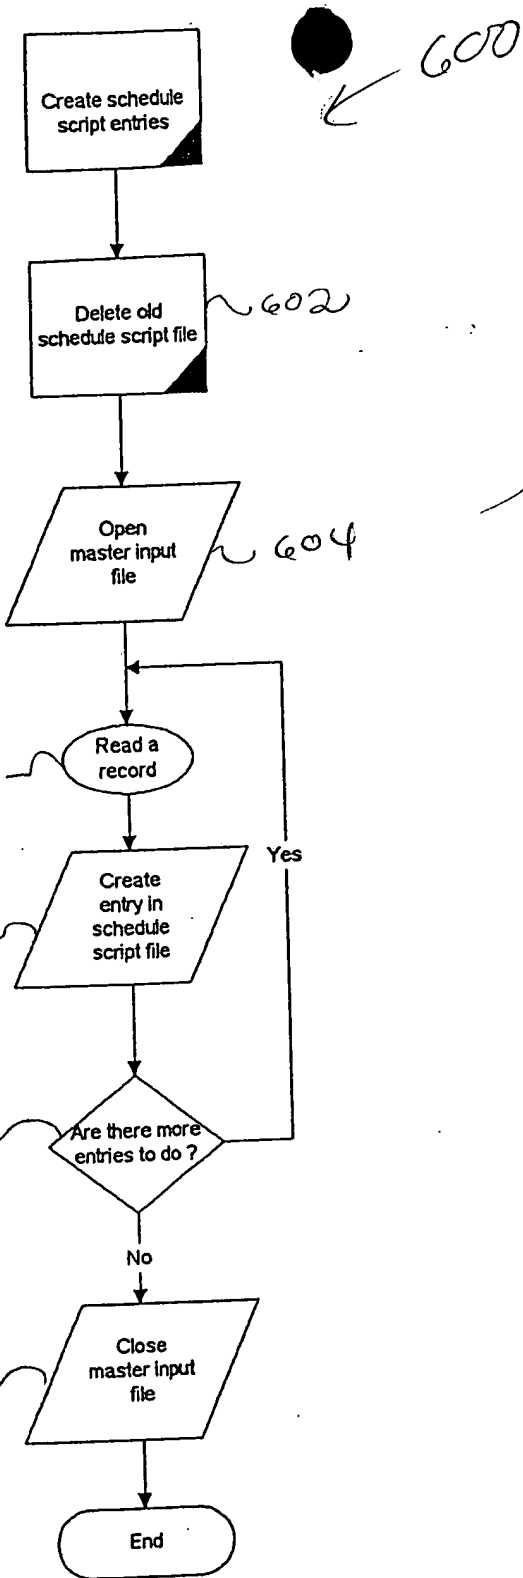 600
Create schedule
script entries
Delete old
schedule script file
602
Open
master input
file
604
Read a
record
Create
entry in
schedule
script file
Yes
Are there more
entries to do ?
No
Close
master input
file
End